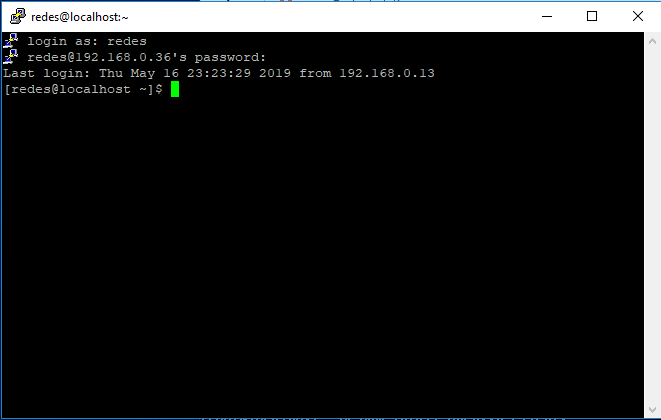 redes@localhost:~
login as: redes
redes@192.168.0.36's password:
Last login: Thu May 16 23:23:29 2019 from 192.168.0.13
[redes@localhost ~]$